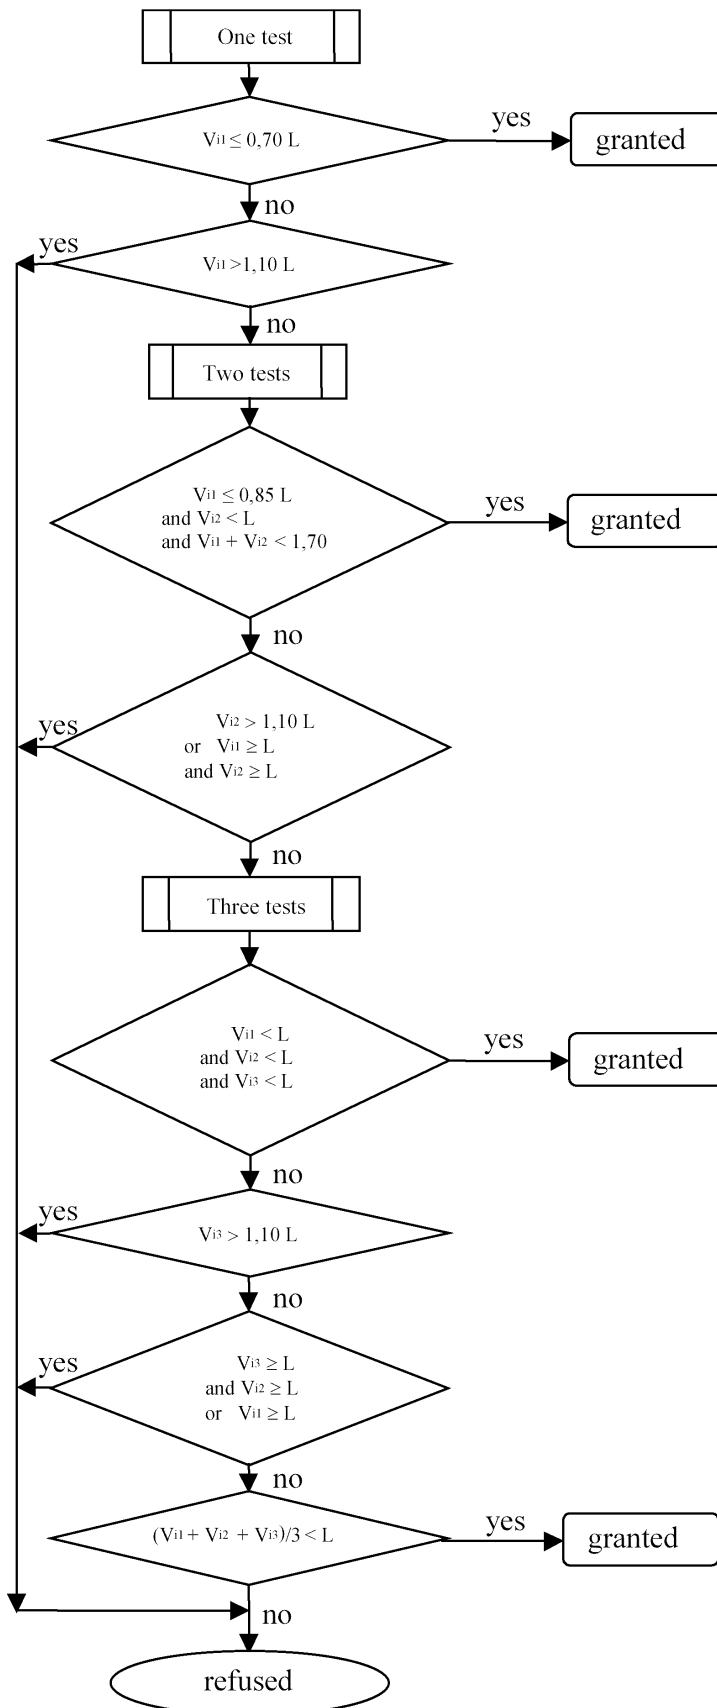 One test
Vi1 ≤ 0,70 L
yes
granted
no
yes
Vi1 >1,10 L
no
Two tests
Vi1 ≤ 0,85 L
and Vi2 < L
and Vi1 + Vi2 < 1,70
yes
granted
no
yes
Vi2 > 1,10 L
or Vi1 ≥ L
and Vi2 ≥ L
no
Three tests
Vi1 < L
and Vi2 < L
and Vi3 < L
yes
granted
no
yes
Vi3 > 1,10 L
no
yes
Vi3 ≥ L
and Vi2 ≥ L
or Vi1 ≥ L
no
(Vi1 + Vi2 + Vi3)/3 < L
yes
granted
no
refused